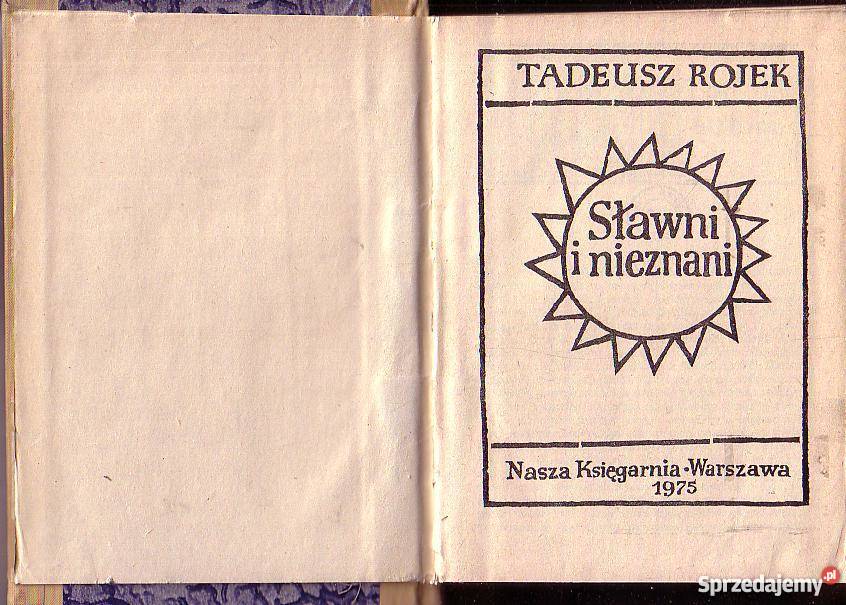 TADEUSZ ROJEK
Sławni
i nieznani
Nasza Księgarnia • Warszawa
1975
Sprzedajemy.pl